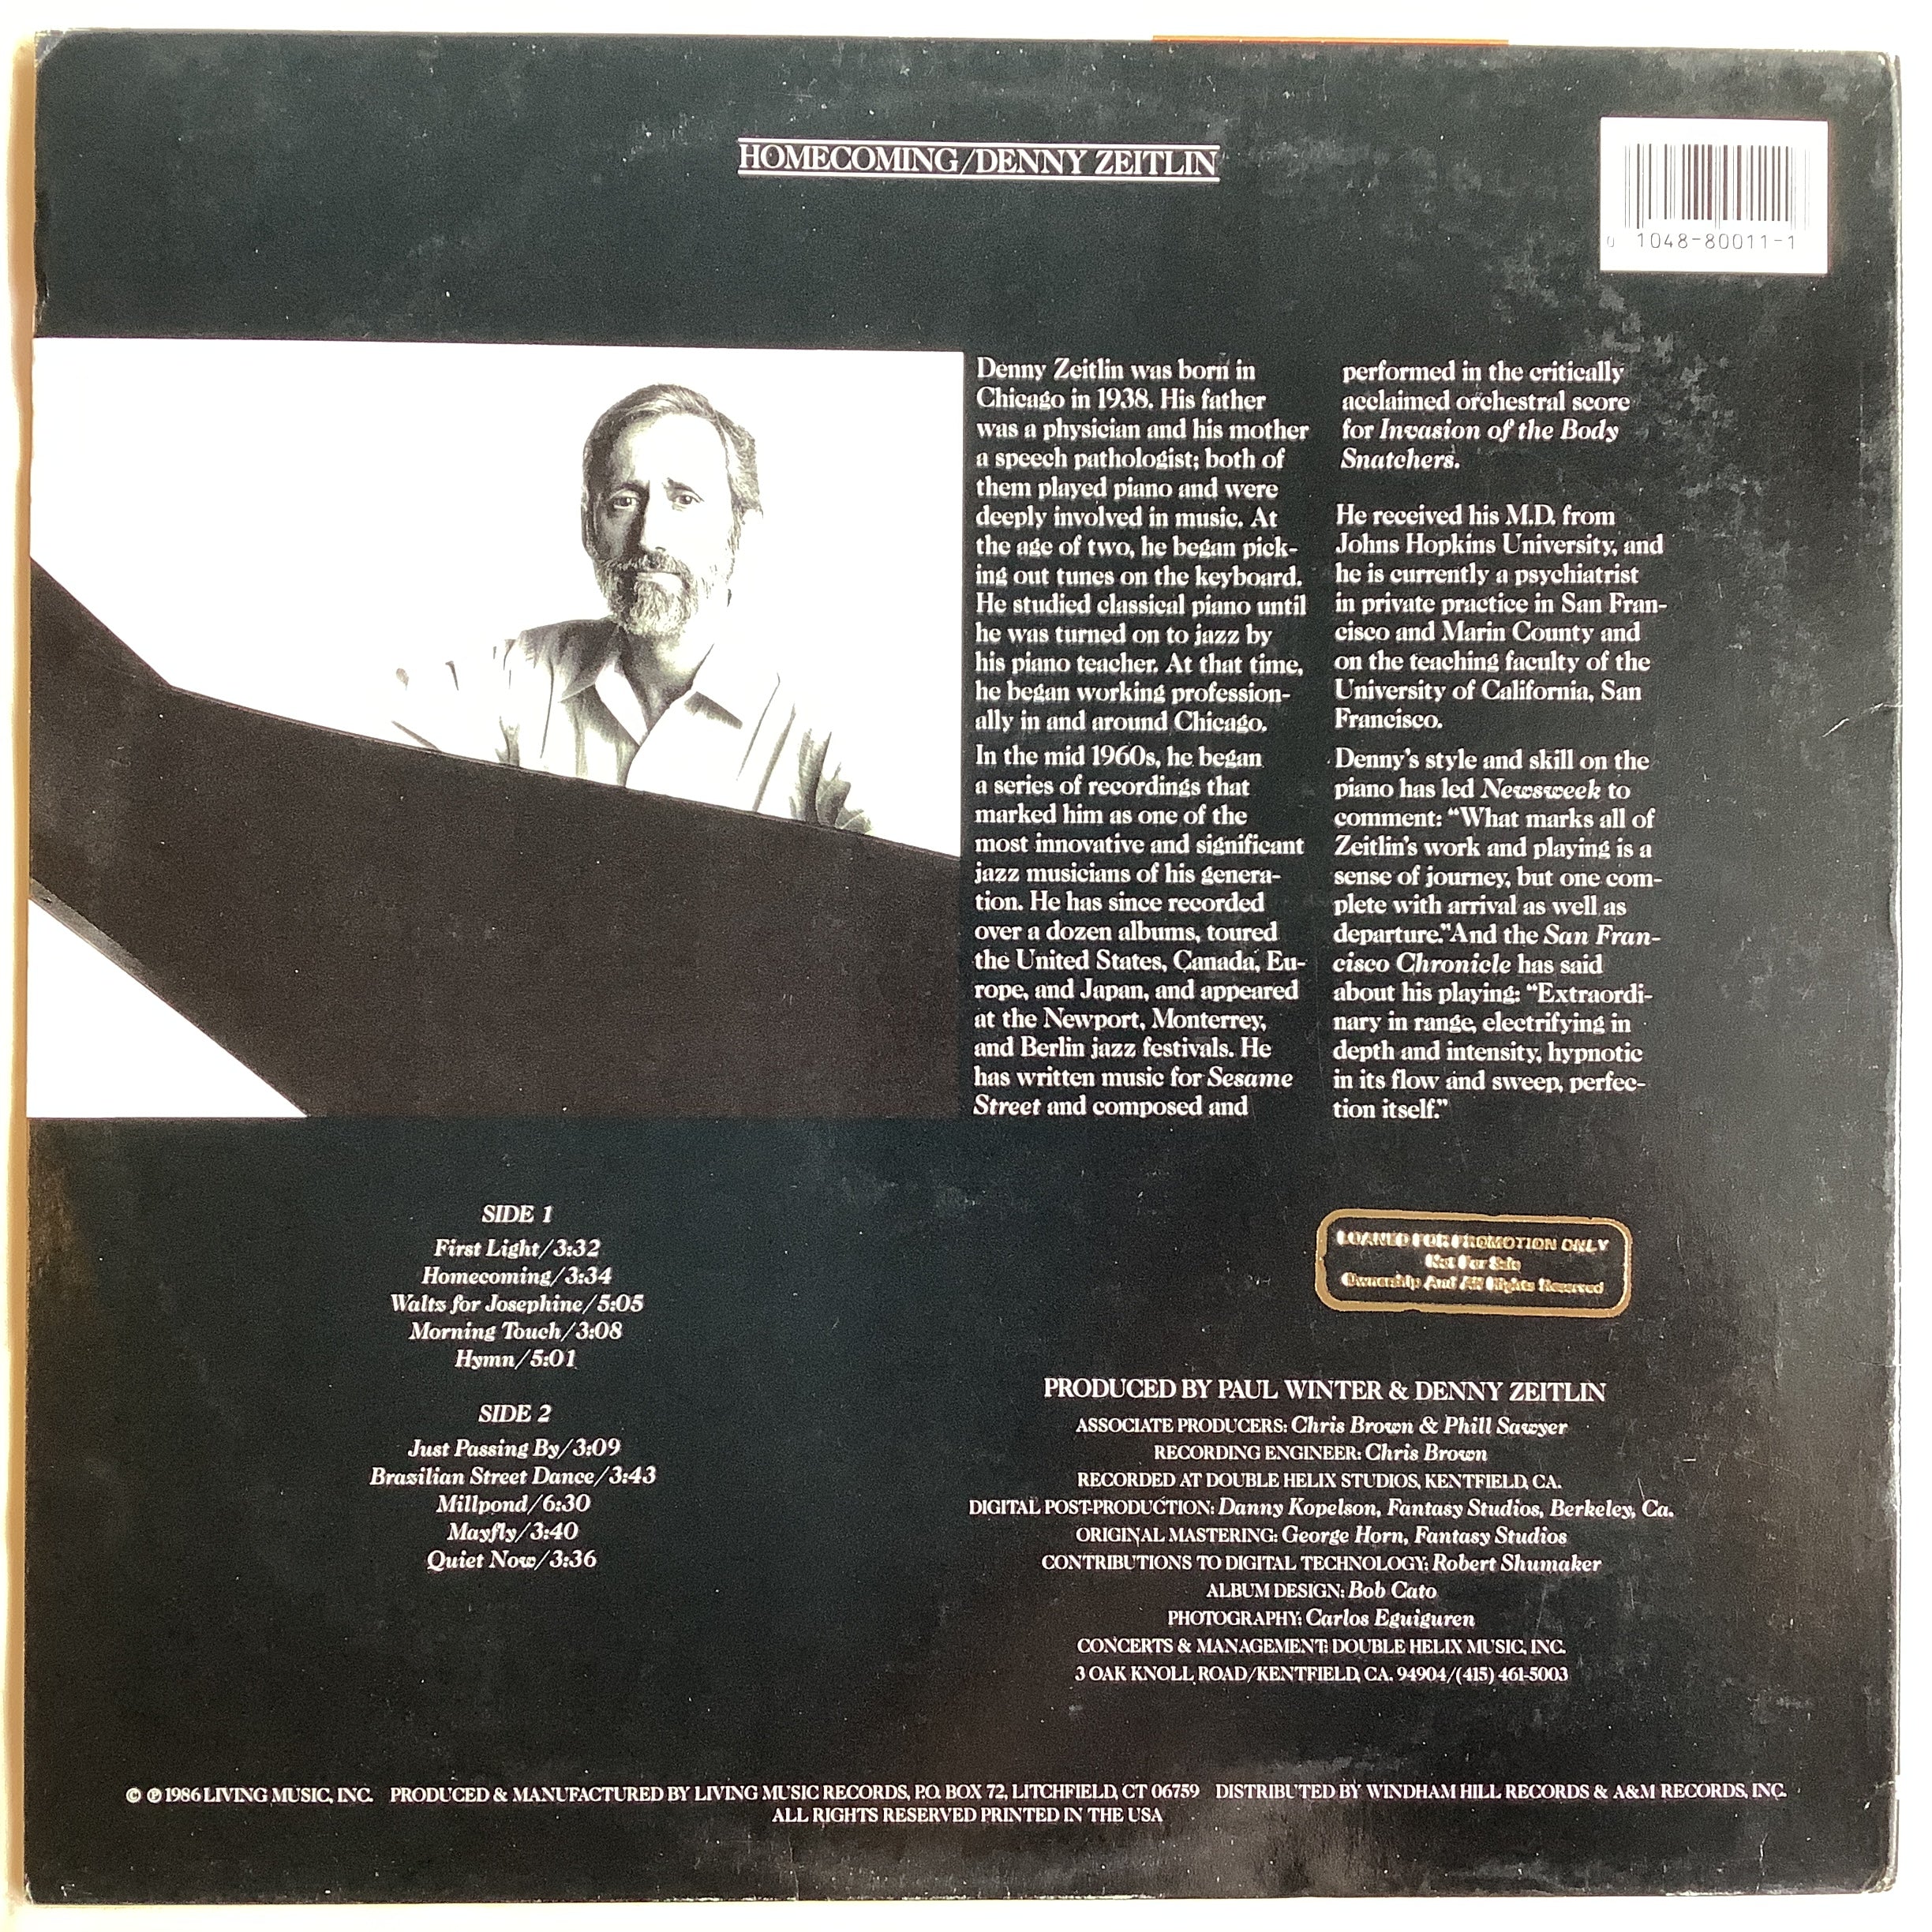 HOMECOMING/DENNY ZEITLIN
0 1048-80011-1
Denny Zeitlin was born in
Chicago in 1938. His father
was a physician and his mother
a speech pathologist; both of
them played piano and were
deeply involved in music. At
the age of two, he began pick-
ing out tunes on the keyboard.
He studied classical piano until
he was turned on to jazz by
his piano teacher. At that time,
he began working profession-
ally in and around Chicago.
In the mid 1960s, he began
a series of recordings that
marked him as one of the
most innovative and significant
jazz musicians of his genera-
tion. He has since recorded
over a dozen albums, toured
the United States, Canada, Eu-
rope, and Japan, and appeared
at the Newport, Monterrey,
and Berlin jazz festivals. He
has written music for Sesame
Street and composed and
performed in the critically
acclaimed orchestral score
for Invasion of the Body
Snatchers.
He received his M.D. from
Johns Hopkins University, and
he is currently a psychiatrist
in private practice in San Fran-
cisco and Marin County and
on the teaching faculty of the
University of California, San
Francisco.
Denny's style and skill on the
piano has led Newsweek to
comment: “What marks all of
Zeitlin's work and playing is a
sense of journey, but one com-
plete with arrival as well as
departure.” And the San Fran-
cisco Chronicle has said
about his playing: “Extraordi-
nary in range, electrifying in
depth and intensity, hypnotic
in its flow and sweep, perfec-
tion itself.”
SIDE 1
First Light/3:32
Homecoming/3:34
Waltz for Josephine/5:05
Morning Touch/3:08
Hymn/5:01
SIDE 2
Just Passing By/3:09
Brazilian Street Dance/3:43
Millpond/6:30
Mayfly/3:40
Quiet Now/3:36
LOANED FOR PROMOTION ONLY
Not For Sale
Ownership And All Rights Reserved
PRODUCED BY PAUL WINTER & DENNY ZEITLIN
ASSOCIATE PRODUCERS: Chris Brown & Phill Sawyer
RECORDING ENGINEER: Chris Brown
RECORDED AT DOUBLE HELIX STUDIOS, KENTFIELD, CA.
DIGITAL POST-PRODUCTION: Danny Kopelson, Fantasy Studios, Berkeley, Ca.
ORIGINAL MASTERING: George Horn, Fantasy Studios
CONTRIBUTIONS TO DIGITAL TECHNOLOGY: Robert Shumaker
ALBUM DESIGN: Bob Cato
PHOTOGRAPHY: Carlos Eguiguren
CONCERTS & MANAGEMENT: DOUBLE HELIX MUSIC, INC.
3 OAK KNOLL ROAD/KENTFIELD, CA. 94904/(415) 461-5003
© ℗ 1986 LIVING MUSIC, INC. PRODUCED & MANUFACTURED BY LIVING MUSIC RECORDS, P.O. BOX 72, LITCHFIELD, CT 06759 DISTRIBUTED BY WINDHAM HILL RECORDS & A&M RECORDS, INC.
ALL RIGHTS RESERVED PRINTED IN THE USA